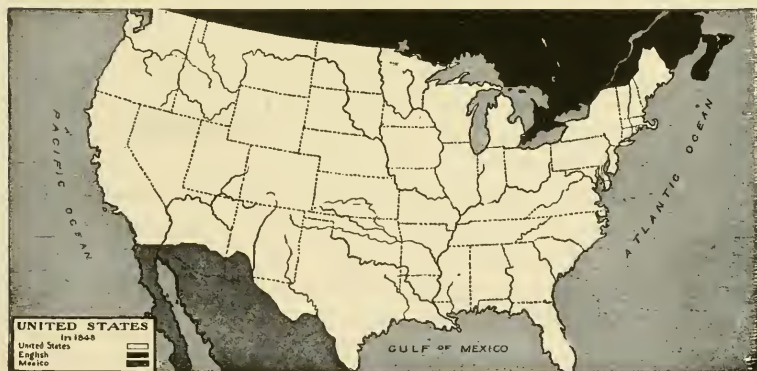 PACIFIC OCEAN
ATLANTIC OCEAN
GULF OF MEXICO
UNITED STATES
in 1848
United States
English
Mexico